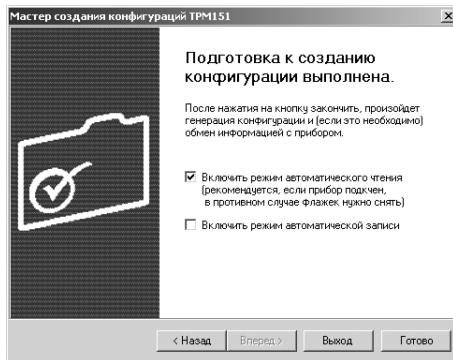 Мастер создания конфигураций ТРМ151
Подготовка к созданию
конфигурации выполнена.
После нажатия на кнопку закончить, произойдет
генерация конфигурации и (если это необходимо)
обмен информацией с прибором.
Включить режим автоматического чтения
(рекомендуется, если прибор подкчен,
в противном случае флажек нужно снять)
Включить режим автоматической записи
< Назад
Вперед >
Выход
Готово